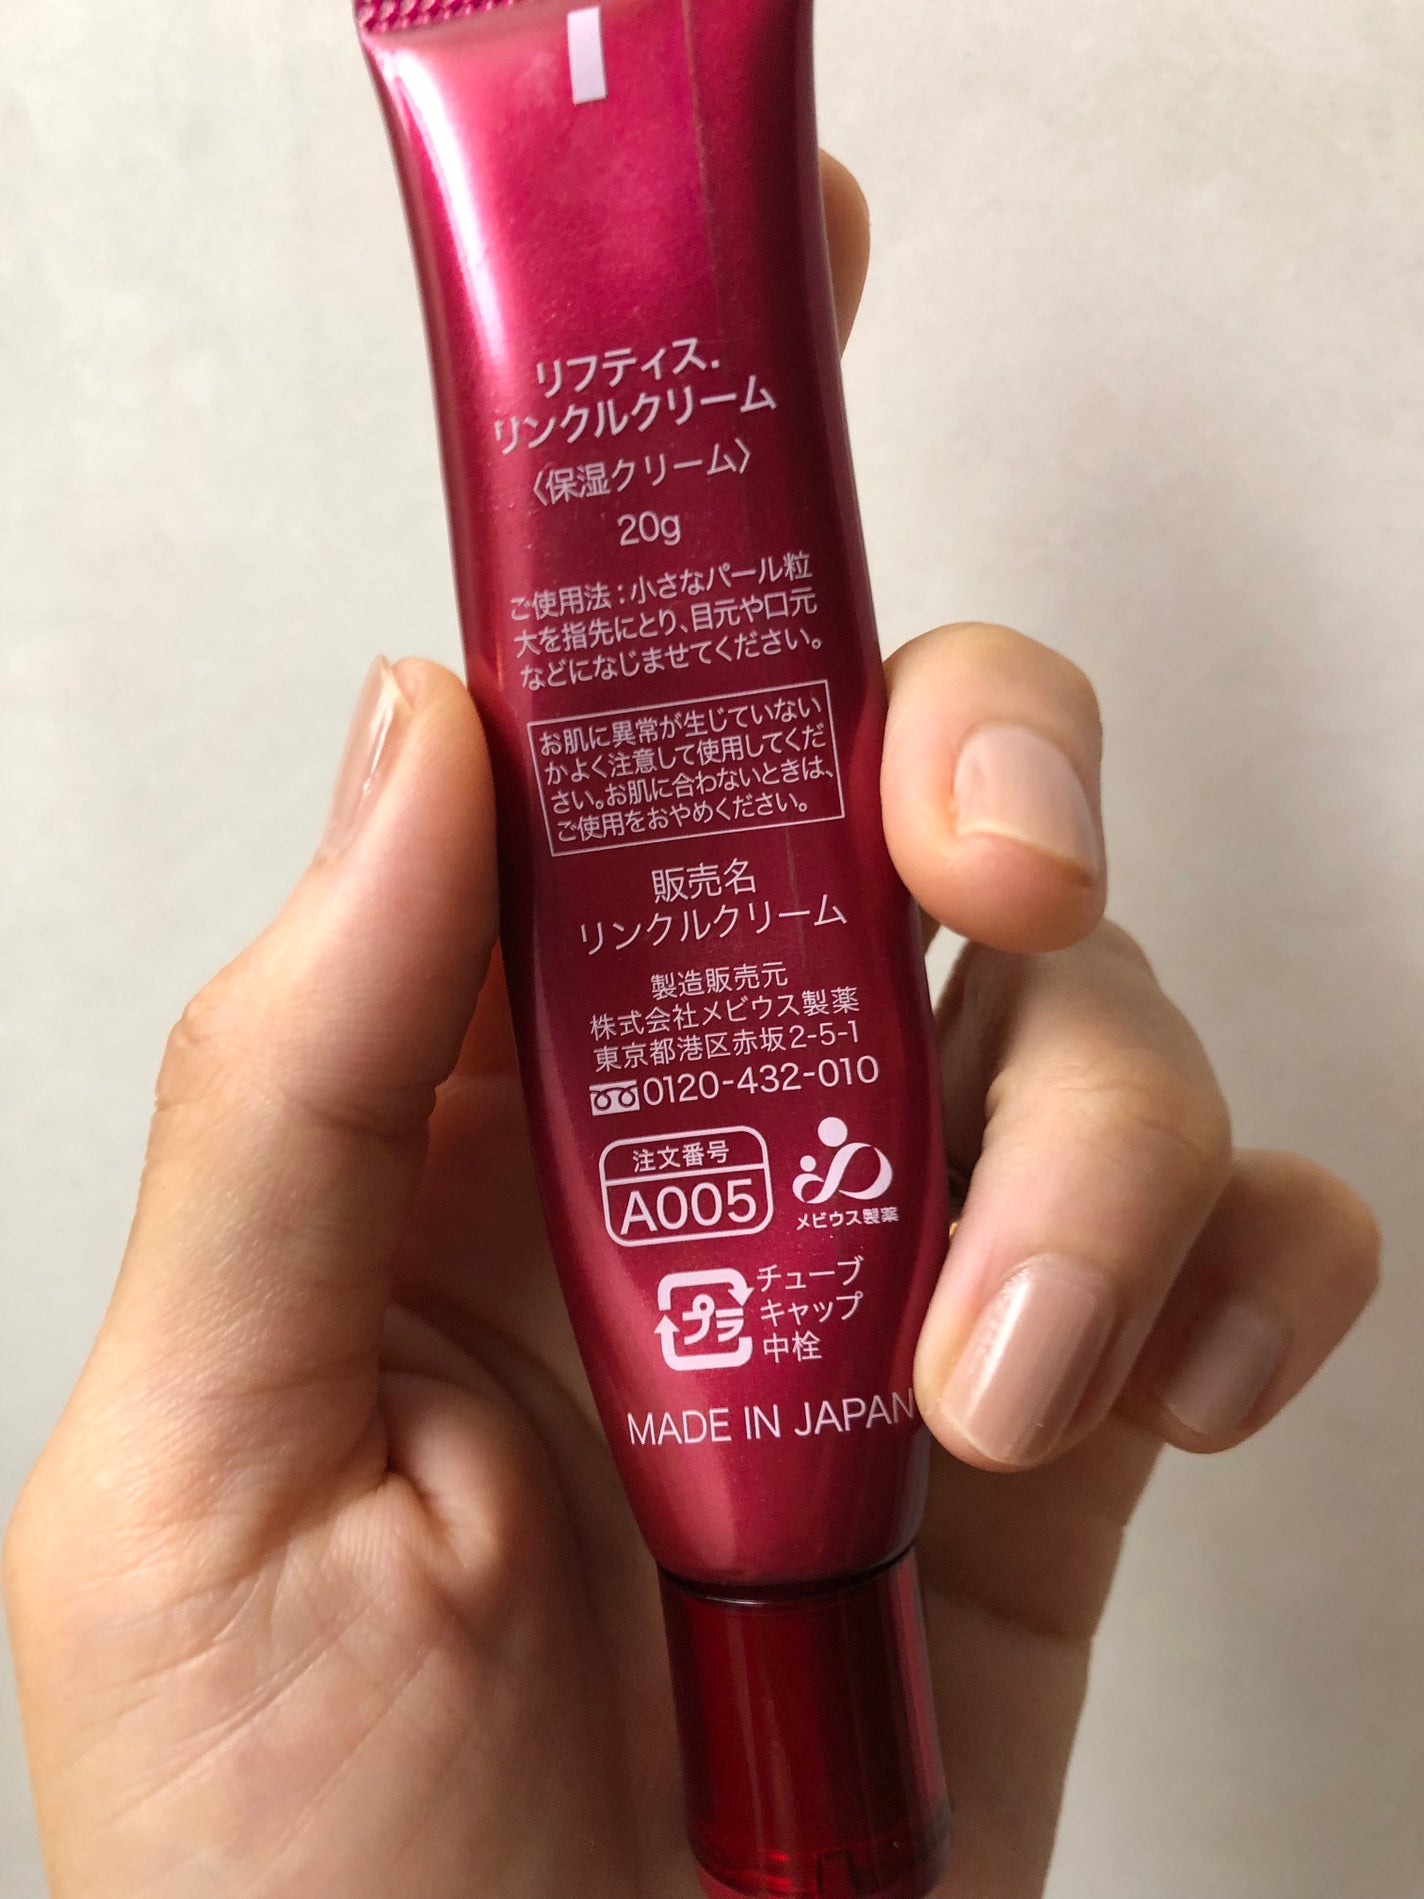 リフティス.
リンクルクリーム
〈保湿クリーム〉
20g
ご使用法：小さなパール粒
大を指先にとり、目元や口元
などになじませてください。
お肌に異常が生じていない
かよく注意して使用してくだ
さい。お肌に合わないときは、
ご使用をおやめください。
販売名
リンクルクリーム
製造販売元
株式会社メビウス製薬
東京都港区赤坂2-5-1
0120-432-010
注文番号
A005
メビウス製薬
プラ
チューブ
キャップ
中栓
MADE IN JAPAN